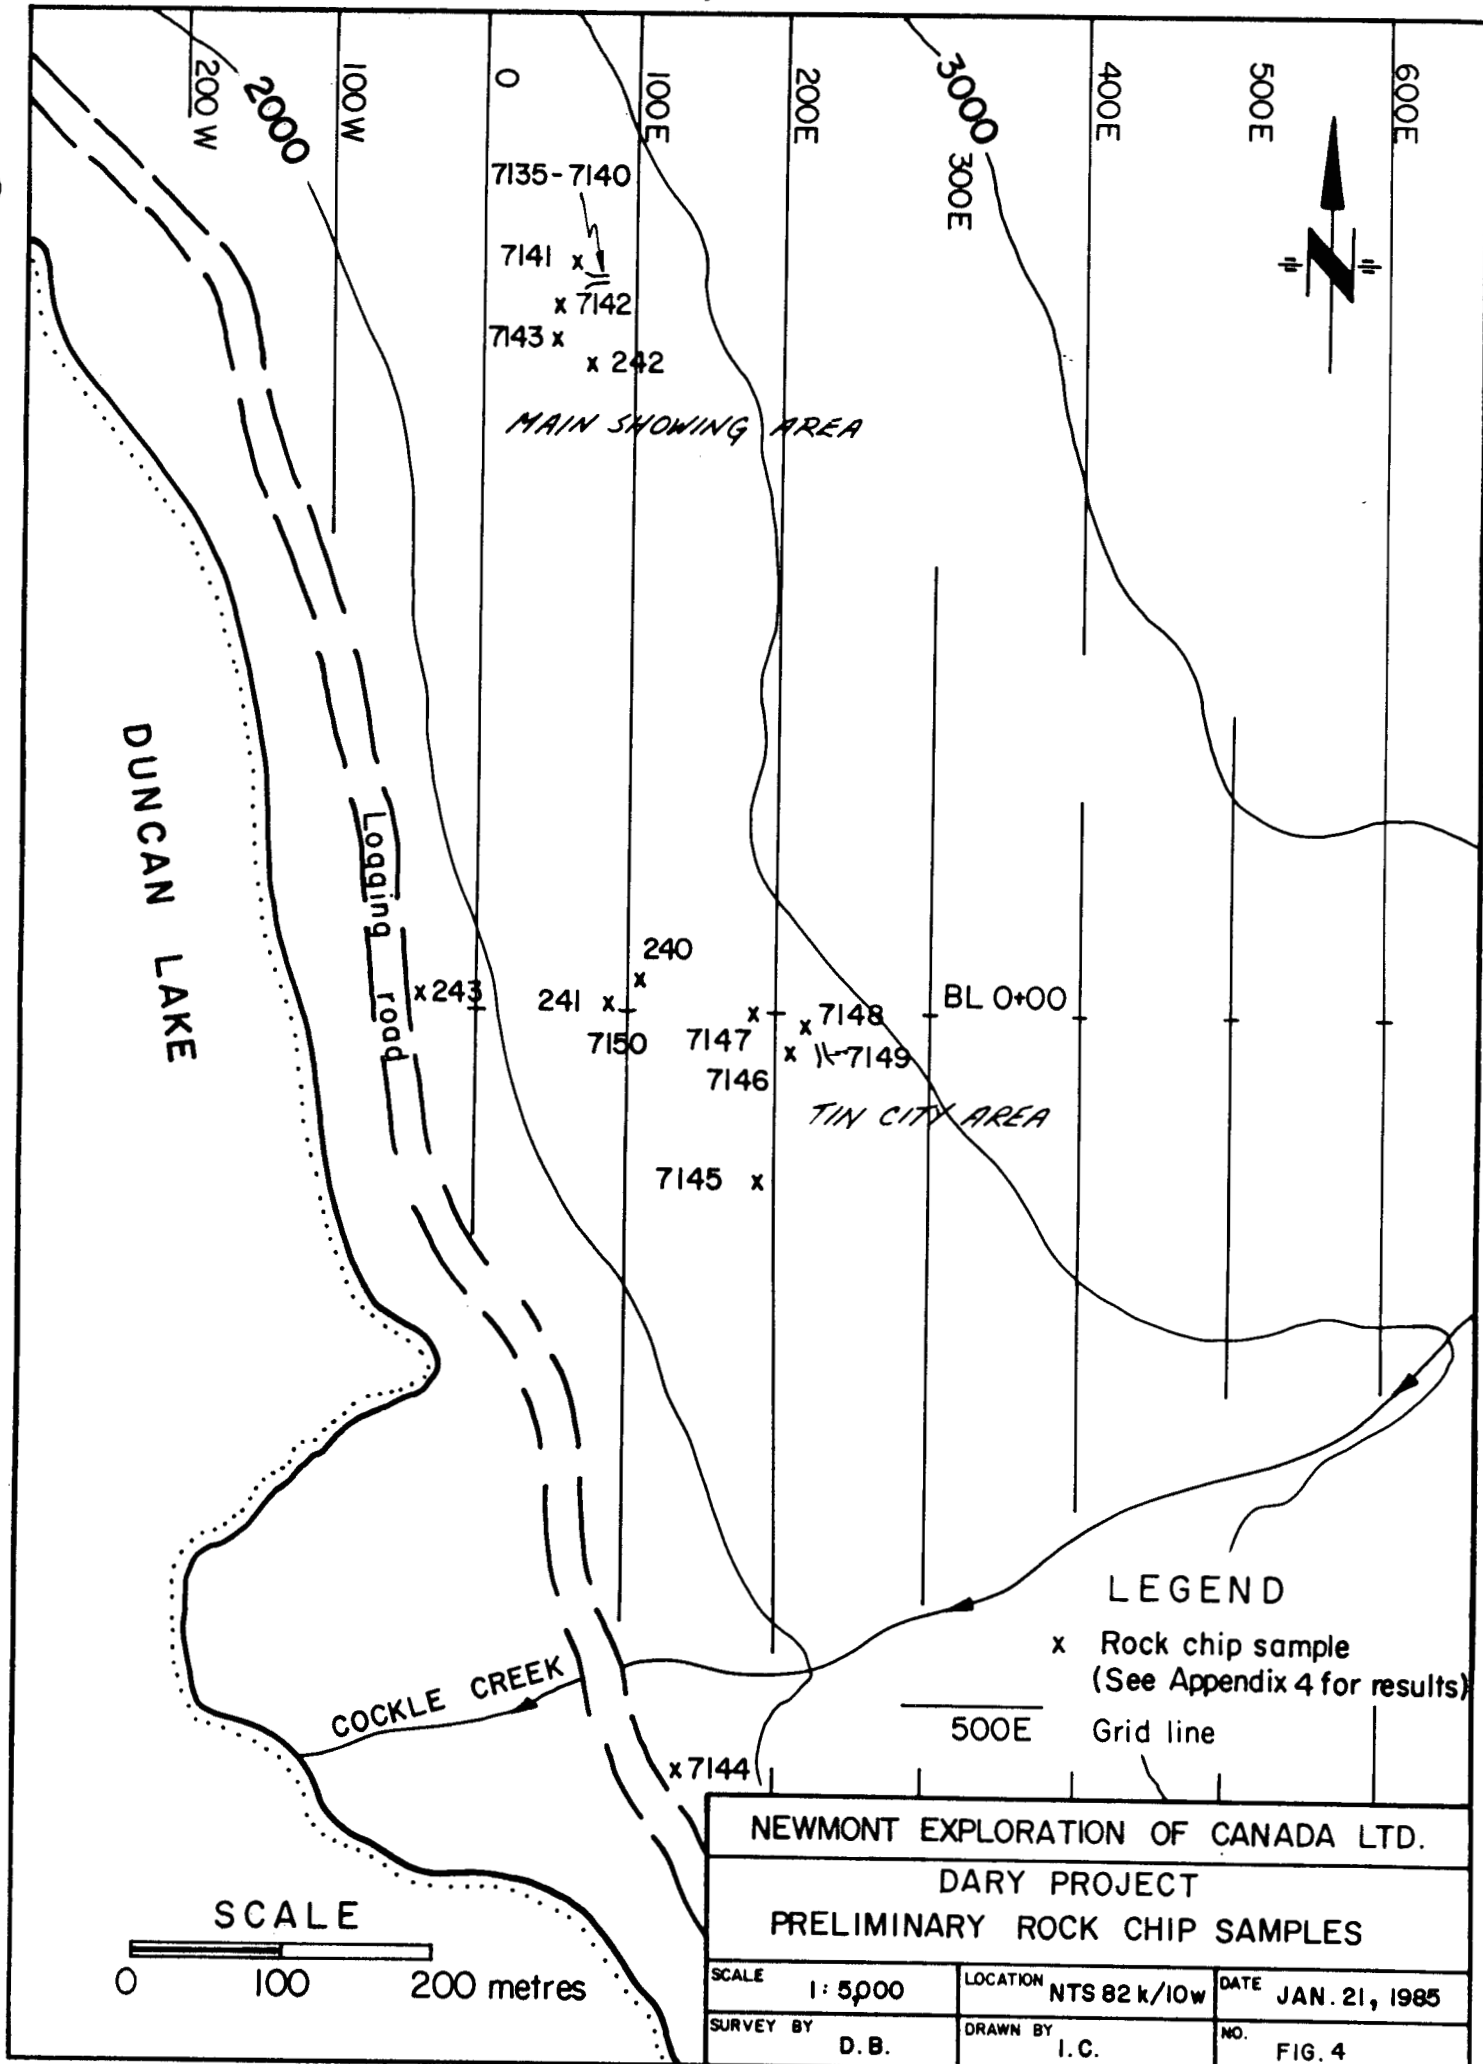 200 W
2000
100 W
0
100E
200E
3000
300E
400E
500E
600E
N
7135-7140
7141 x
x 7142
7143 x
x 242
MAIN SHOWING AREA
DUNCAN LAKE
Logging road
240
x
x 243
241 x
7150
x
7147
x 7148
BL 0+00
x
7146
7149
TIN CITY AREA
7145 x
COCKLE CREEK
x 7144
LEGEND
x Rock chip sample
(See Appendix 4 for results)
500E Grid line
SCALE
0 100 200 metres
NEWMONT EXPLORATION OF CANADA LTD.
DARY PROJECT
PRELIMINARY ROCK CHIP SAMPLES
SCALE 1:5,000
LOCATION NTS 82 k/10w
DATE JAN. 21, 1985
SURVEY BY D.B.
DRAWN BY I.C.
NO. FIG. 4